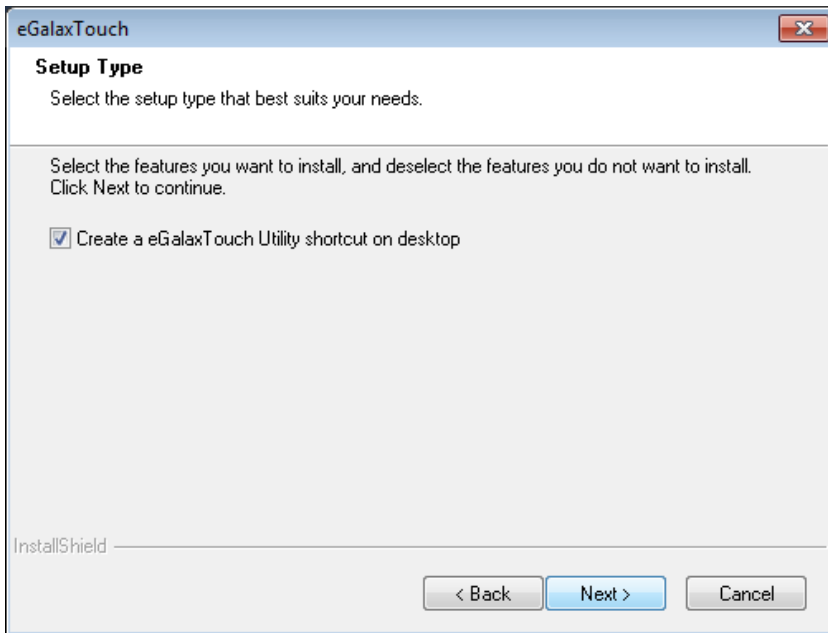 eGalaxTouch
Setup Type
Select the setup type that best suits your needs.
Select the features you want to install, and deselect the features you do not want to install.
Click Next to continue.
Create a eGalaxTouch Utility shortcut on desktop
InstallShield
< Back Next > Cancel